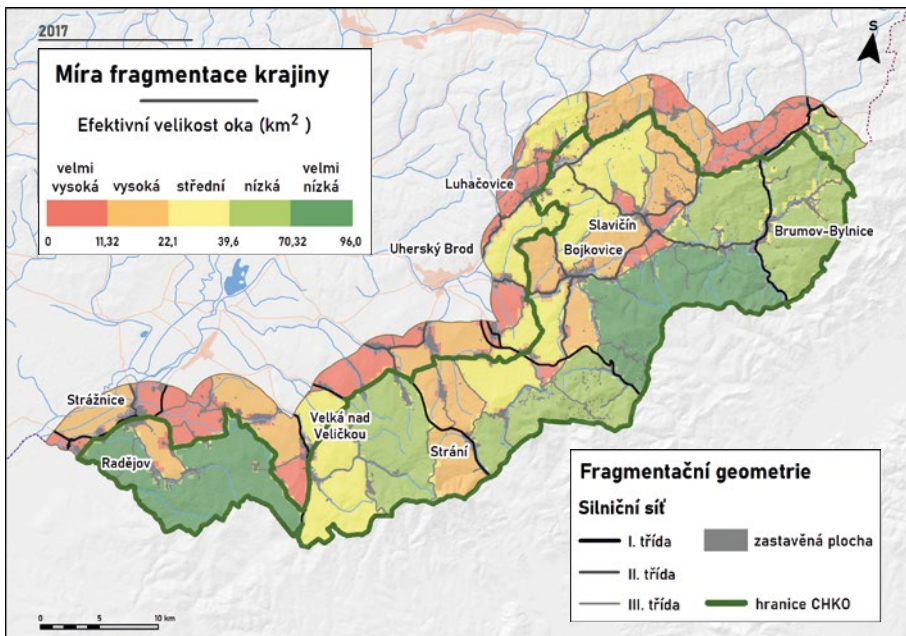 2017
S
Míra fragmentace krajiny
Efektivní velikost oka (km²)
velmi vysoká
vysoká
střední
nízká
velmi nízká
0 11,32 22,1 39,6 70,32 96,0
Luhačovice
Uherský Brod
Slavičín
Bojkovice
Brumov-Bylnice
Strážnice
Radějov
Velká nad
Veličkou
Strání
Fragmentační geometrie
Silniční síť
I. třída
zastavěná plocha
II. třída
III. třída
hranice CHKO
0 5 10 km